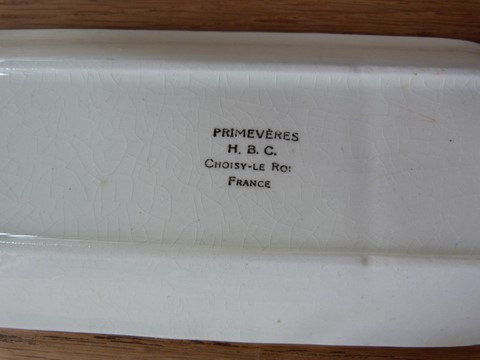 PRIMEVÈRES
H. B. C.
CHOISY-LE ROI
FRANCE